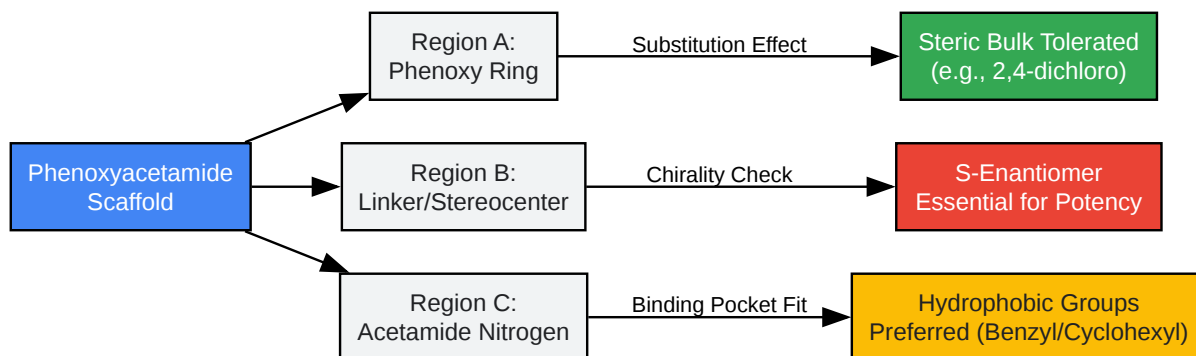 Phenoxyacetamide
Scaffold
Region A:
Phenoxy Ring
Substitution Effect
Steric Bulk Tolerated
(e.g., 2,4-dichloro)
Region B:
Linker/Stereocenter
Chirality Check
S-Enantiomer
Essential for Potency
Region C:
Acetamide Nitrogen
Binding Pocket Fit
Hydrophobic Groups
Preferred (Benzyl/Cyclohexyl)